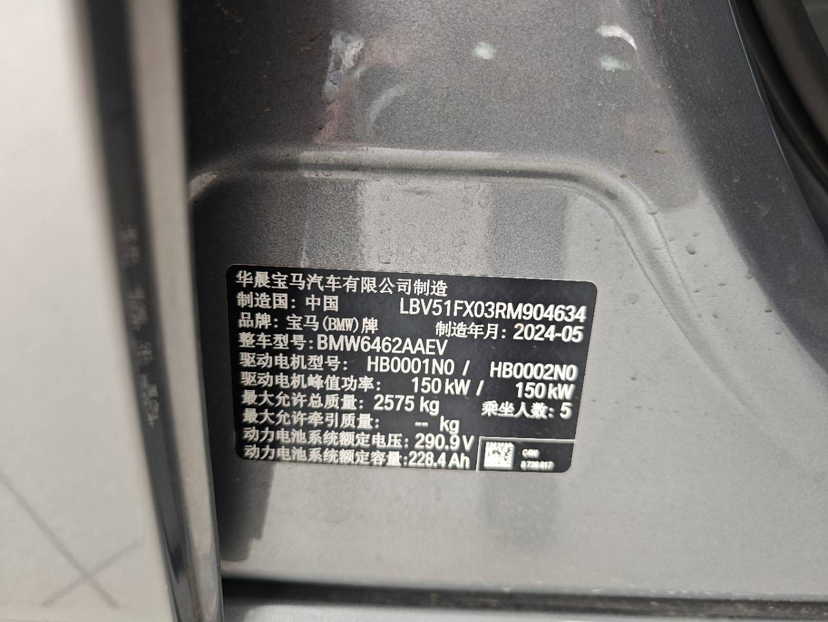 华晨宝马汽车有限公司制造
制造国: 中国 LBV51FX03RM904634
品牌: 宝马(BMW)牌 制造年月: 2024-05
整车型号: BMW6462AAEV
驱动电机型号: HB0001N0 / HB0002N0
驱动电机峰值功率: 150 kW / 150 kW
最大允许总质量: 2575 kg 乘坐人数: 5
最大允许牵引质量: -- kg
动力电池系统额定电压: 290.9 V
动力电池系统额定容量: 228.4 Ah